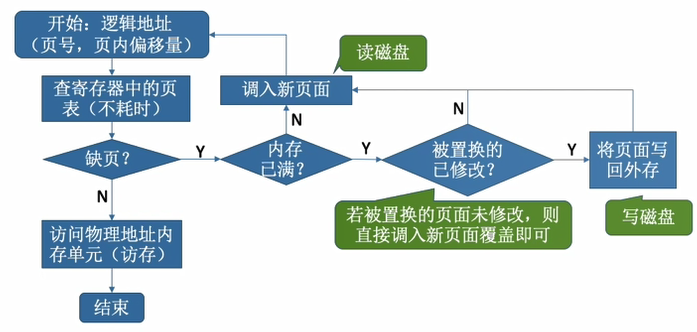 开始：逻辑地址
（页号，页内偏移量）
查寄存器中的页
表（不耗时）
缺页？
Y
N
访问物理地址内
存单元（访存）
结束
读磁盘
调入新页面
N
内存
已满？
Y
N
被置换的
已修改？
Y
将页面写
回外存
若被置换的页面未修改，则
直接调入新页面覆盖即可
写磁盘